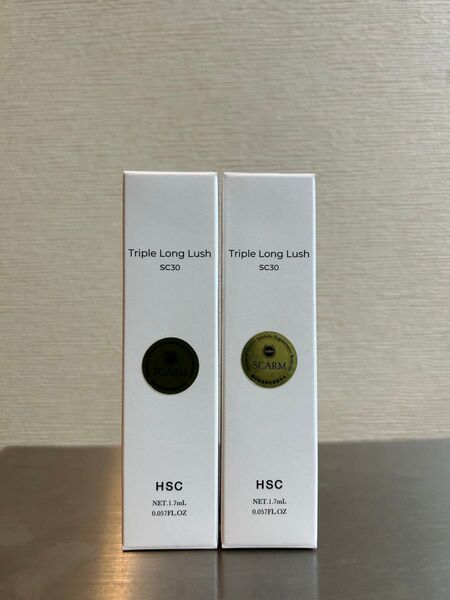 Triple Long Lush
SC30
SCARM
HSC
NET.1.7mL
0.057FL.OZ
Triple Long Lush
SC30
SCARM
HSC
NET.1.7mL
0.057FL.OZ